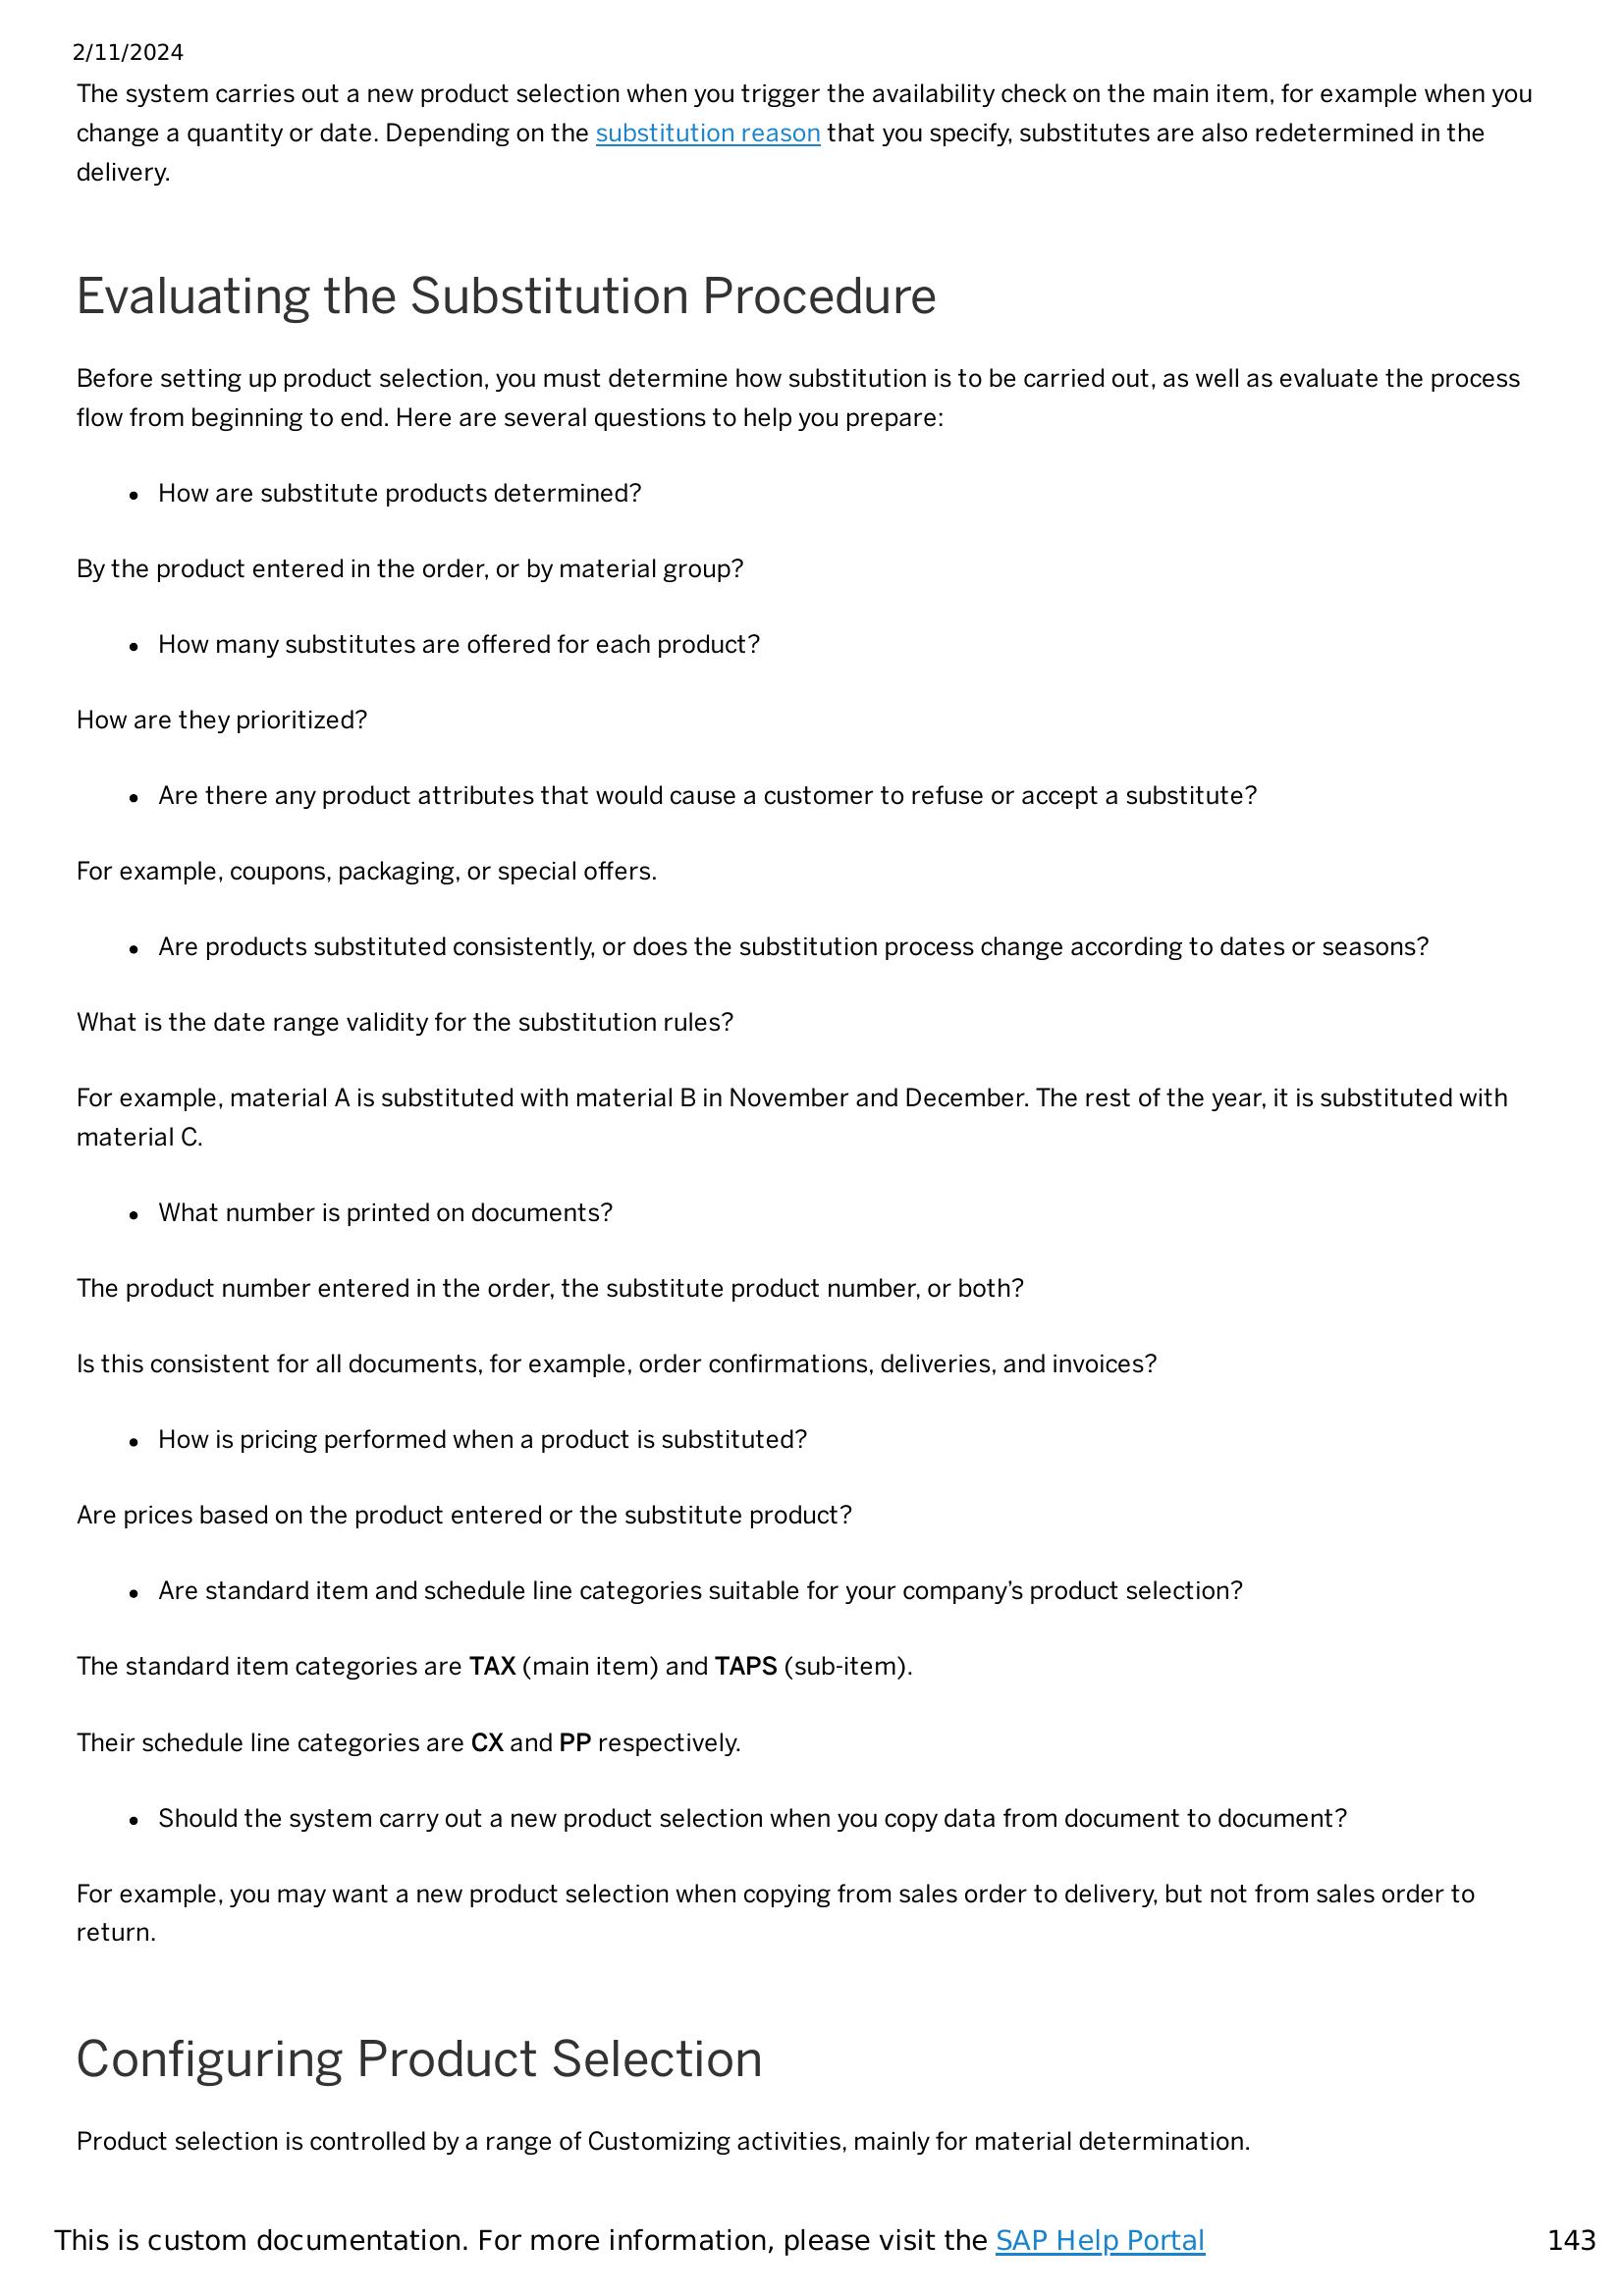 2/11/2024
The system carries out a new product selection when you trigger the availability check on the main item, for example when you
change a quantity or date. Depending on the substitution reason that you specify, substitutes are also redetermined in the
delivery.
Evaluating the Substitution Procedure
Before setting up product selection, you must determine how substitution is to be carried out, as well as evaluate the process
flow from beginning to end. Here are several questions to help you prepare:
• How are substitute products determined?
By the product entered in the order, or by material group?
• How many substitutes are offered for each product?
How are they prioritized?
• Are there any product attributes that would cause a customer to refuse or accept a substitute?
For example, coupons, packaging, or special offers.
• Are products substituted consistently, or does the substitution process change according to dates or seasons?
What is the date range validity for the substitution rules?
For example, material A is substituted with material B in November and December. The rest of the year, it is substituted with
material C.
• What number is printed on documents?
The product number entered in the order, the substitute product number, or both?
Is this consistent for all documents, for example, order confirmations, deliveries, and invoices?
• How is pricing performed when a product is substituted?
Are prices based on the product entered or the substitute product?
• Are standard item and schedule line categories suitable for your company's product selection?
The standard item categories are TAX (main item) and TAPS (sub-item).
Their schedule line categories are CX and PP respectively.
• Should the system carry out a new product selection when you copy data from document to document?
For example, you may want a new product selection when copying from sales order to delivery, but not from sales order to
return.
Configuring Product Selection
Product selection is controlled by a range of Customizing activities, mainly for material determination.
This is custom documentation. For more information, please visit the SAP Help Portal 143